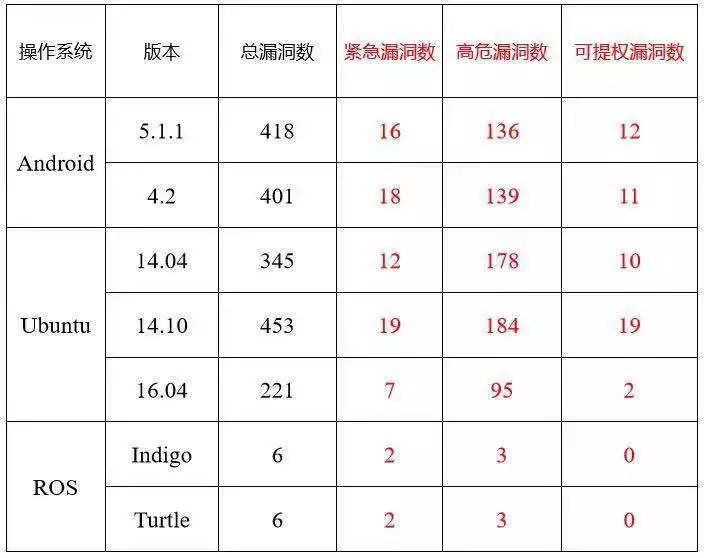 操作系统 版本 总漏洞数 紧急漏洞数 高危漏洞数 可提权漏洞数
Android 5.1.1 418 16 136 12
4.2 401 18 139 11
Ubuntu 14.04 345 12 178 10
14.10 453 19 184 19
16.04 221 7 95 2
ROS Indigo 6 2 3 0
Turtle 6 2 3 0